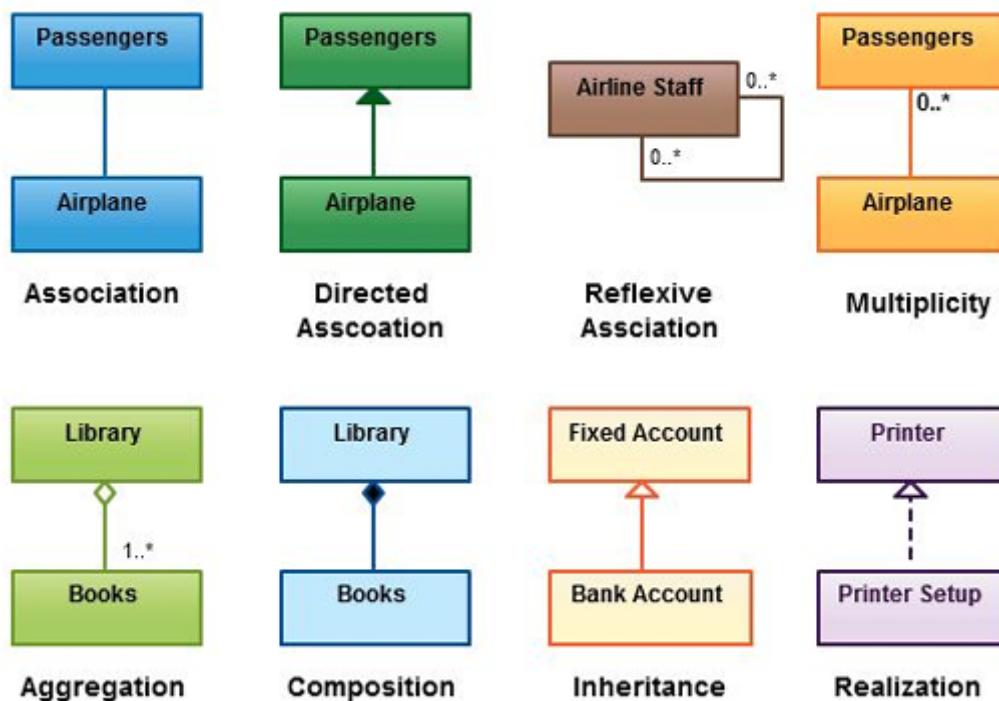 Passengers
Airplane
Association
Passengers
Airplane
Directed
Asscoation
Airline Staff
0..*
0..*
Reflexive
Assciation
Passengers
0..*
Airplane
Multiplicity
Library
1..*
Books
Aggregation
Library
Books
Composition
Fixed Account
Bank Account
Inheritance
Printer
Printer Setup
Realization